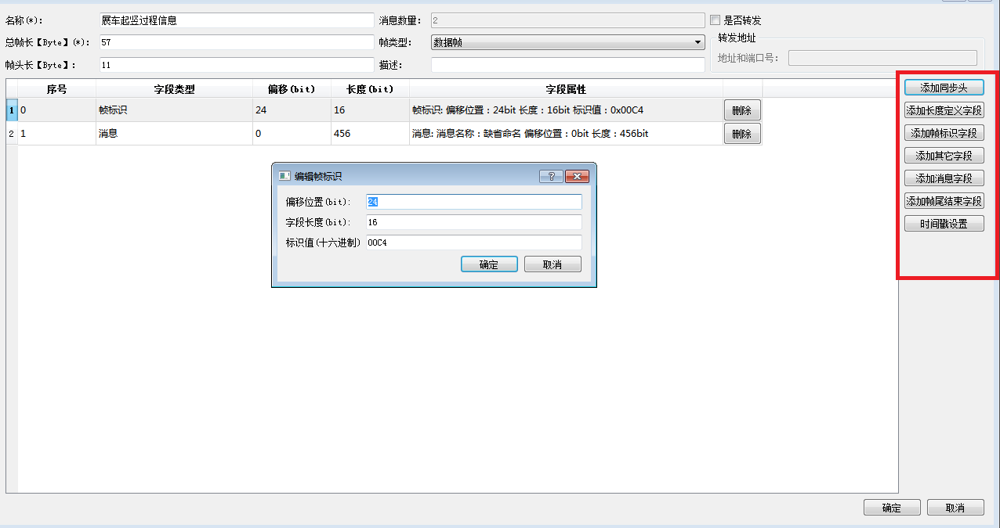 名称(*): 展车起竖过程信息 消息数量: 2 是否转发
总帧长【Byte】(*): 57 帧类型: 数据帧 转发地址
帧头长【Byte】: 11 描述: 地址和端口号:
序号 字段类型 偏移(bit) 长度(bit) 字段属性
1 0 帧标识 24 16 帧标识: 偏移位置：24bit 长度：16bit 标识值：0x00C4 删除
2 1 消息 0 456 消息: 消息名称：缺省命名 偏移位置：0bit 长度：456bit 删除
添加同步头
添加长度定义字段
添加帧标识字段
添加其它字段
添加消息字段
添加帧尾结束字段
时间戳设置
编辑帧标识 ?
偏移位置(bit): 24
字段长度(bit): 16
标识值(十六进制) 00C4
确定 取消
确定 取消